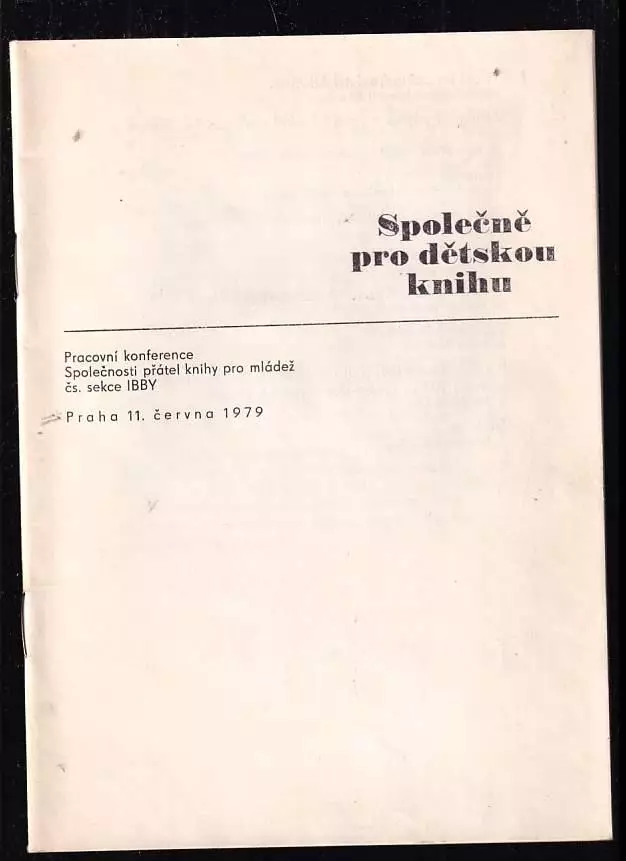 Společně
pro dětskou
knihu
Pracovní konference
Společnosti přátel knihy pro mládež
čs. sekce IBBY
Praha 11. června 1979